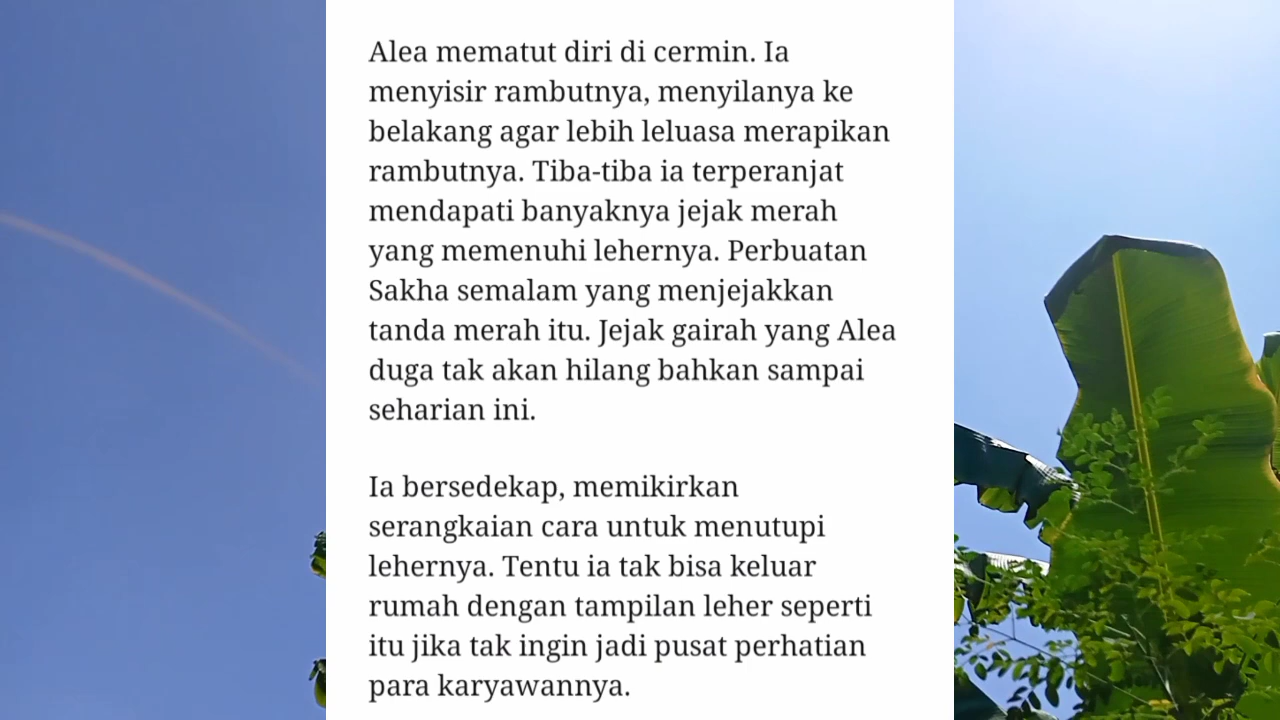 Alea mematut diri di cermin. Ia
menyisir rambutnya, menyilanya ke
belakang agar lebih leluasa merapikan
rambutnya. Tiba-tiba ia terperanjat
mendapati banyaknya jejak merah
yang memenuhi lehernya. Perbuatan
Sakha semalam yang menjejakkan
tanda merah itu. Jejak gairah yang Alea
duga tak akan hilang bahkan sampai
seharian ini.
Ia bersedekap, memikirkan
serangkaian cara untuk menutupi
lehernya. Tentu ia tak bisa keluar
rumah dengan tampilan leher seperti
itu jika tak ingin jadi pusat perhatian
para karyawannya.